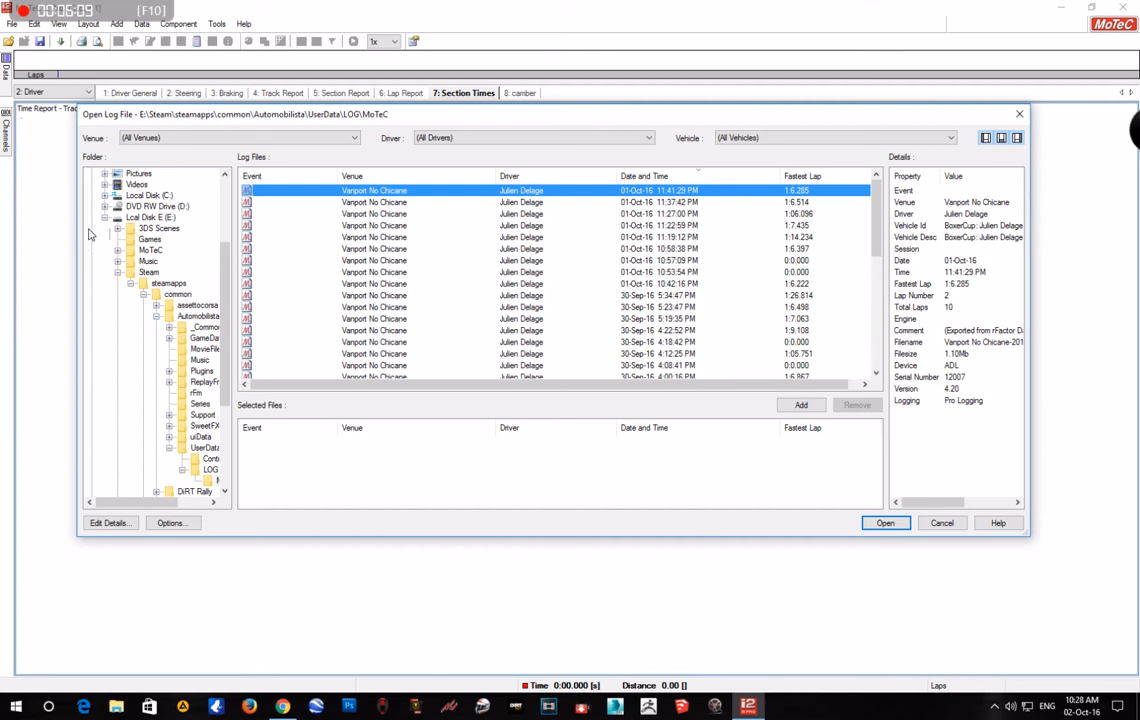 00:06:09 [F10]
File Edit View Layout Add Data Component Tools Help
MoTeC
1x
Data
Laps
2: Driver 1: Driver General 2: Steering 3: Braking 4: Track Report 5: Section Report 6: Lap Report 7: Section Times 8: camber
Time Report - Trac
Channels
Open Log File - E:\Steam\steamapps\common\Automobilista\UserData\LOG\MoTeC
Venue : (All Venues) Driver : (All Drivers) Vehicle : (All Vehicles)
Folder : Log Files : Details :
Pictures
Videos
Local Disk (C:)
DVD RW Drive (D:)
Lcal Disk E (E:)
3DS Scenes
Games
MoTeC
Music
Steam
steamapps
common
assettocorsa
Automobilista
_Commo
GameDa
MovieFile
Music
Plugins
ReplayFr
rFm
Series
Support
SweetFX
uiData
UserData
Cont
LOG
DiRT Rally
Event Venue Driver Date and Time Fastest Lap
Vanport No Chicane Julien Delage 01-Oct-16 11:41:29 PM 1:6.285
Vanport No Chicane Julien Delage 01-Oct-16 11:37:42 PM 1:6.514
Vanport No Chicane Julien Delage 01-Oct-16 11:27:00 PM 1:06.096
Vanport No Chicane Julien Delage 01-Oct-16 11:22:59 PM 1:7.435
Vanport No Chicane Julien Delage 01-Oct-16 11:19:12 PM 1:14.234
Vanport No Chicane Julien Delage 01-Oct-16 10:58:38 PM 1:6.397
Vanport No Chicane Julien Delage 01-Oct-16 10:57:09 PM 0:0.000
Vanport No Chicane Julien Delage 01-Oct-16 10:53:54 PM 0:0.000
Vanport No Chicane Julien Delage 01-Oct-16 10:42:16 PM 1:6.222
Vanport No Chicane Julien Delage 30-Sep-16 5:34:47 PM 1:26.814
Vanport No Chicane Julien Delage 30-Sep-16 5:23:47 PM 1:6.498
Vanport No Chicane Julien Delage 30-Sep-16 5:19:35 PM 1:7.063
Vanport No Chicane Julien Delage 30-Sep-16 4:22:52 PM 1:9.108
Vanport No Chicane Julien Delage 30-Sep-16 4:18:42 PM 0:0.000
Vanport No Chicane Julien Delage 30-Sep-16 4:12:25 PM 1:05.751
Vanport No Chicane Julien Delage 30-Sep-16 4:08:41 PM 0:0.000
Vanport No Chicane Julien Delage 30-Sep-16 4:00:16 PM 1:6.867
Selected Files : Add Remove
Event Venue Driver Date and Time Fastest Lap
Property Value
Event
Venue Vanport No Chicane
Driver Julien Delage
Vehicle Id BoxerCup: Julien Delage
Vehicle Desc BoxerCup: Julien Delage
Session
Date 01-Oct-16
Time 11:41:29 PM
Fastest Lap 1:6.285
Lap Number 2
Total Laps 10
Engine
Comment (Exported from rFactor Da
Filename Vanport No Chicane-201
Filesize 1.10Mb
Device ADL
Serial Number 12007
Version 4.20
Logging Pro Logging
Edit Details... Options... Open Cancel Help
Time 0:00.000 [s] Distance 0.00 [] Laps
i2 PRO
ENG
10:28 AM
02-Oct-16